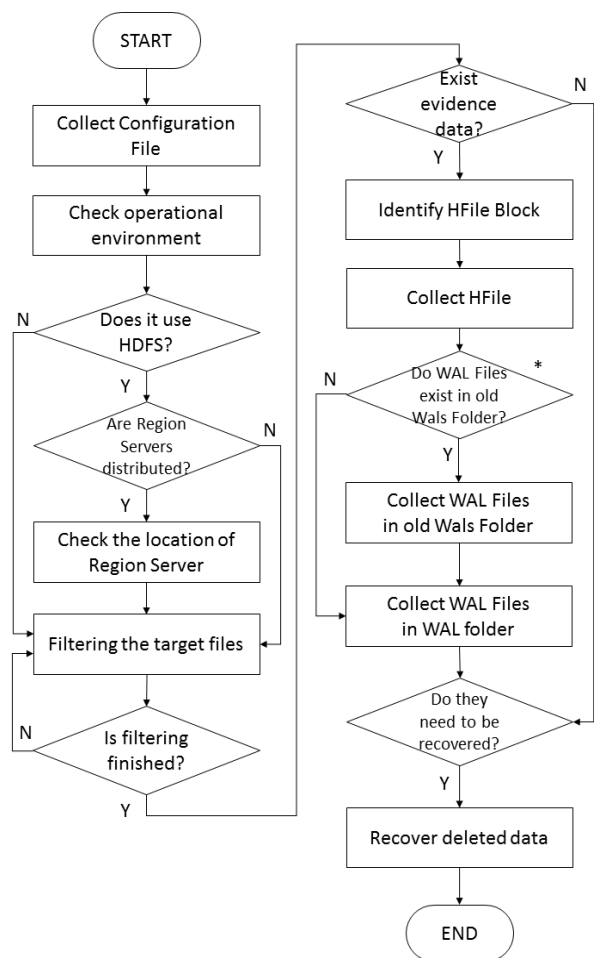 START
Collect Configuration
File
Check operational
environment
N
Does it use
HDFS?
Y
Are Region
Servers
distributed?
N
Y
Check the location of
Region Server
Filtering the target files
N
Is filtering
finished?
Y
Exist
evidence
data?
N
Y
Identify HFile Block
Collect HFile
N
Do WAL Files
exist in old
Wals Folder?
*
Y
Collect WAL Files
in old Wals Folder
Collect WAL Files
in WAL folder
Do they
need to be
recovered?
Y
Recover deleted data
END